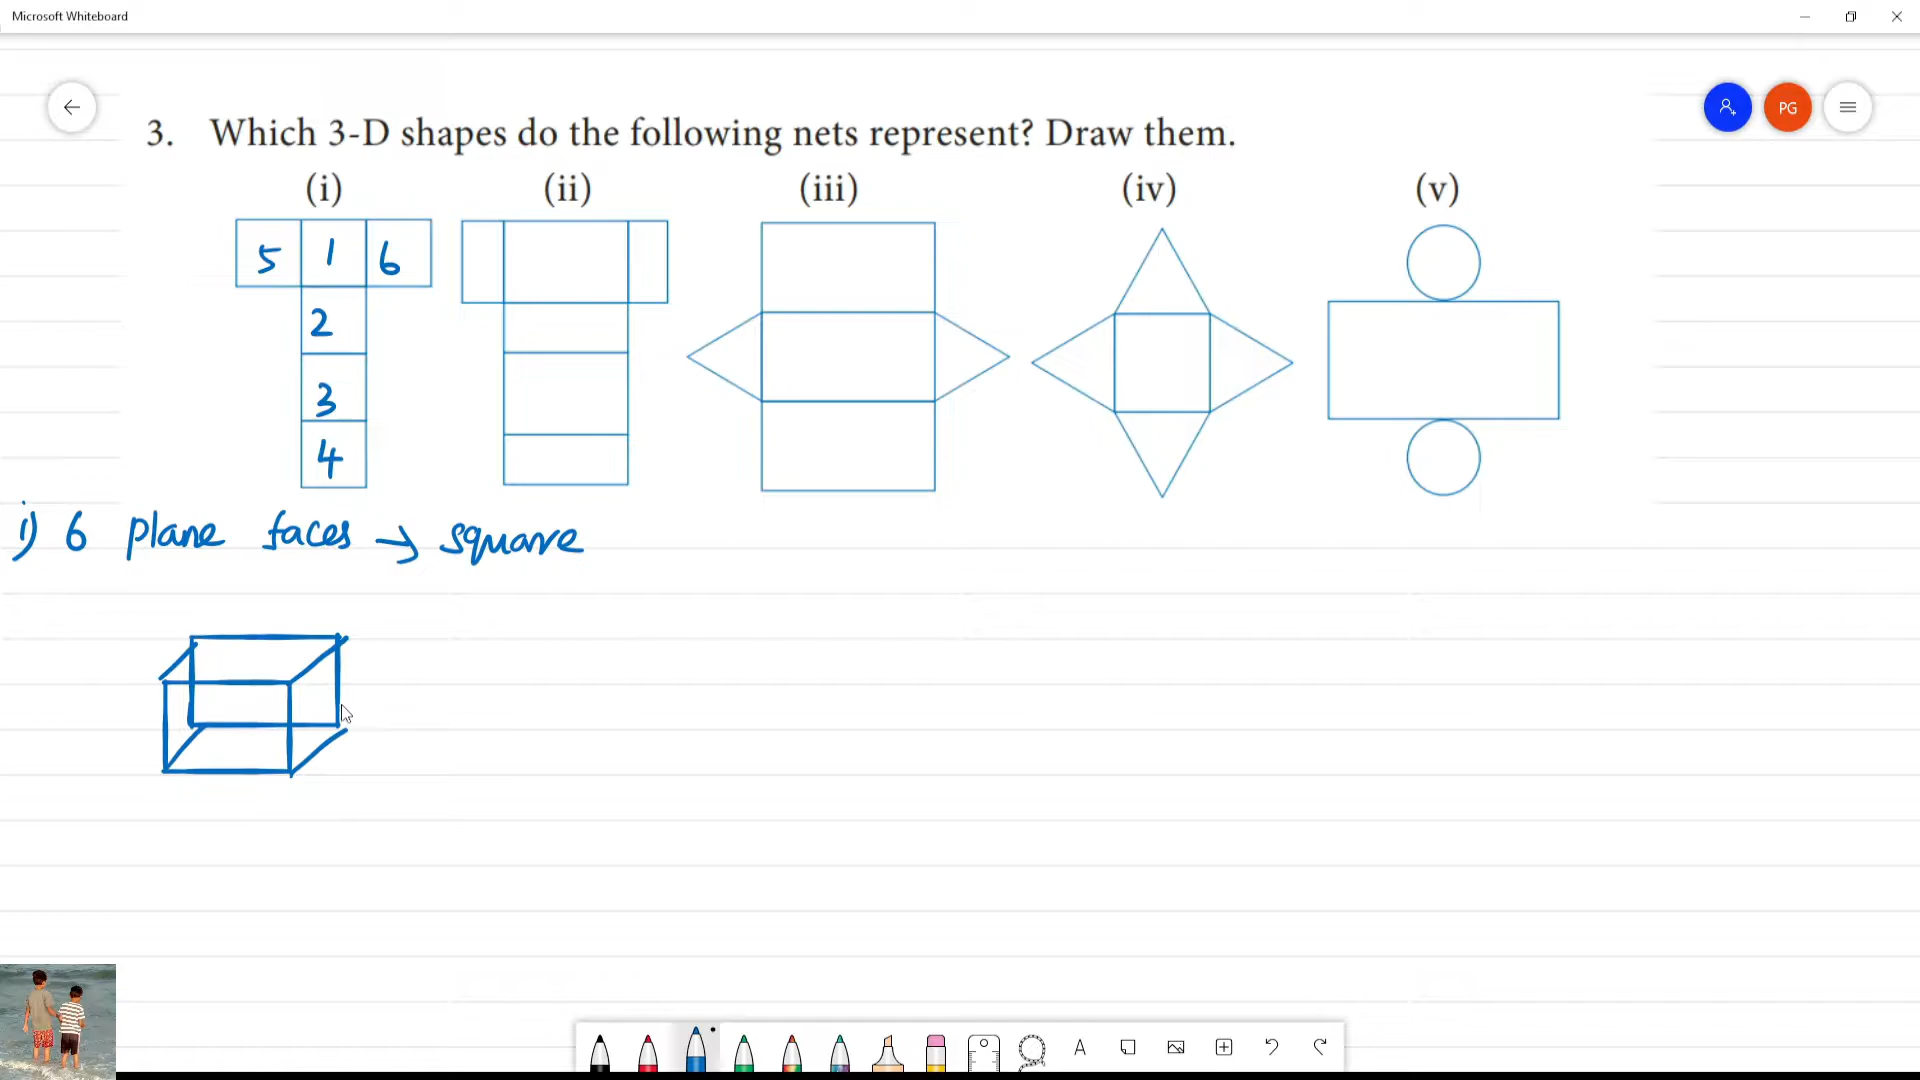 Microsoft Whiteboard
PG
3. Which 3-D shapes do the following nets represent? Draw them.
(i) (ii) (iii) (iv) (v)
5 1 6
2
3
4
i) 6 plane faces → square
A